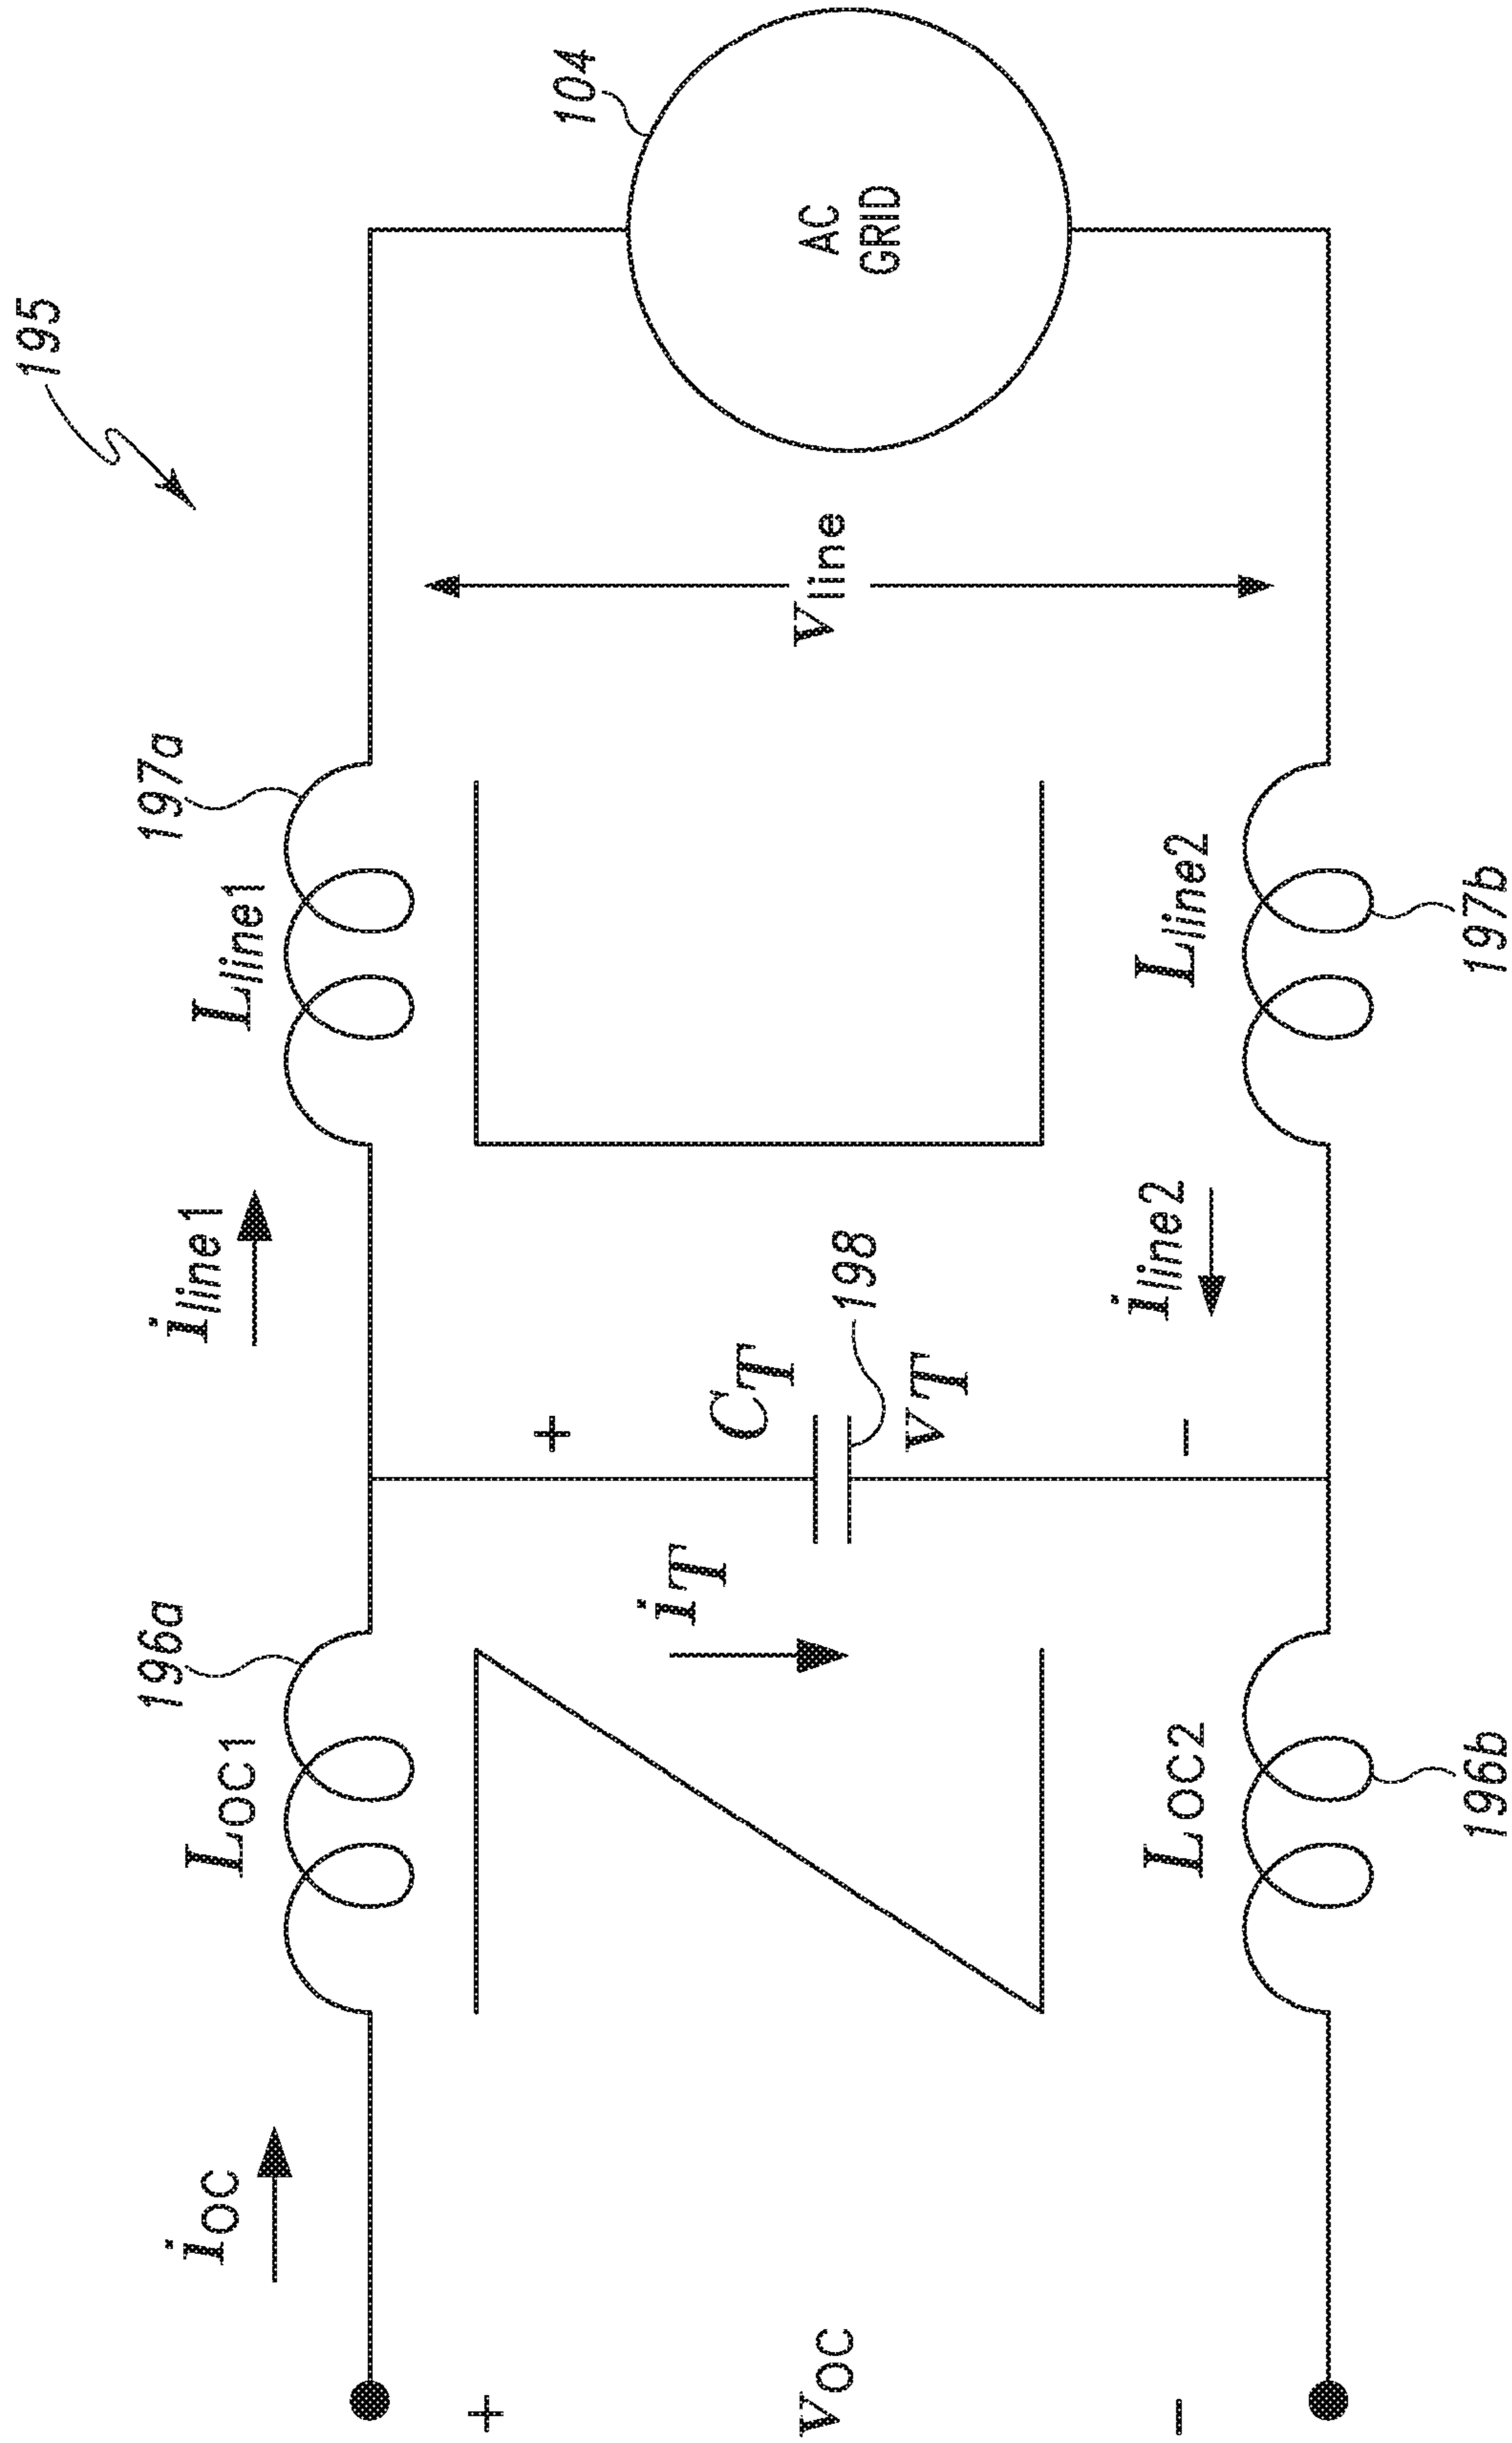 195
104
AC
GRID
197a
Lline1
iline1
196a
LOC1
iOC
+
vOC
−
+
CT
198
vT
−
iT
vline
Lline2
197b
iline2
LOC2
196b